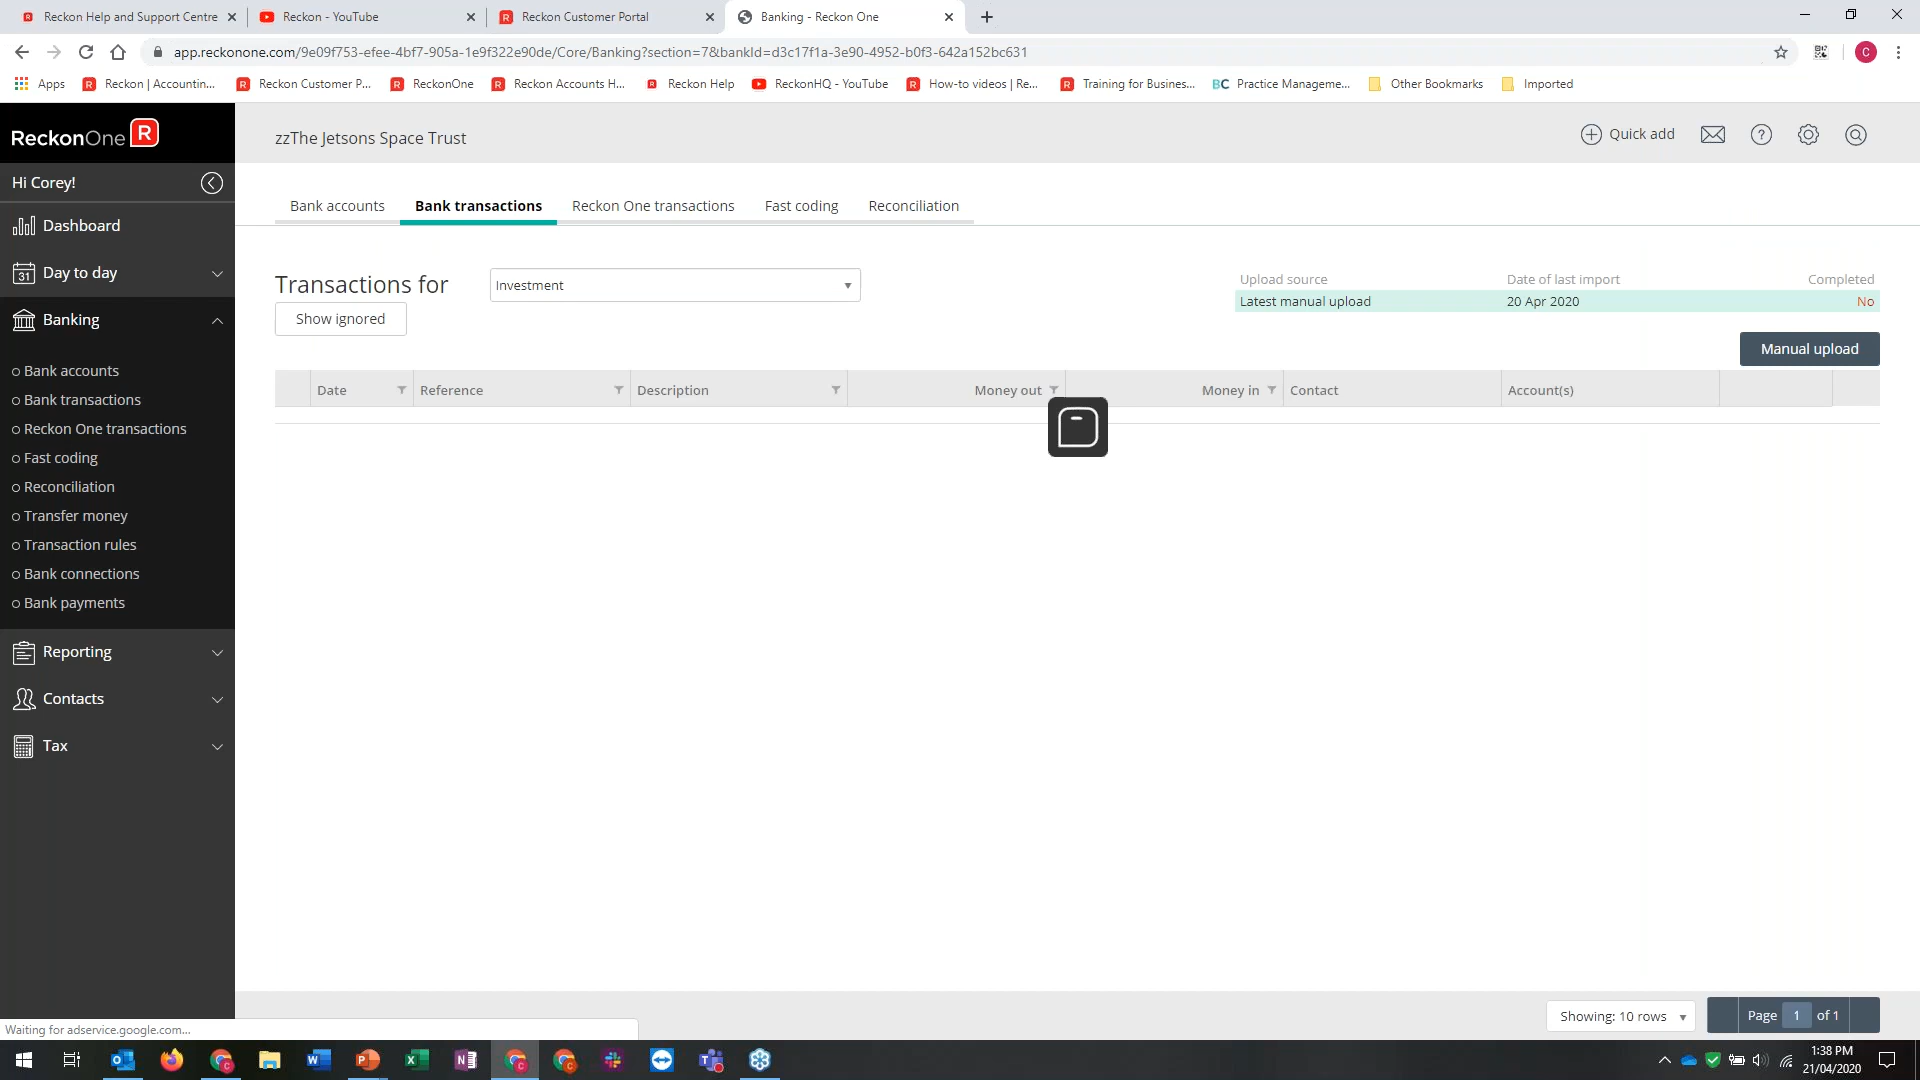 Reckon Help and Support Centre
Reckon - YouTube
Reckon Customer Portal
Banking - Reckon One
app.reckonone.com/9e09f753-efee-4bf7-905a-1e9f322e90de/Core/Banking?section=7&bankId=d3c17f1a-3e90-4952-b0f3-642a152bc631
C
Apps
Reckon | Accountin...
Reckon Customer P...
ReckonOne
Reckon Accounts H...
Reckon Help
ReckonHQ - YouTube
How-to videos | Re...
Training for Busines...
BC Practice Manageme...
Other Bookmarks
Imported
ReckonOne R
zzThe Jetsons Space Trust
Quick add
Hi Corey!
Dashboard
31 Day to day
Banking
Bank accounts
Bank transactions
Reckon One transactions
Fast coding
Reconciliation
Transfer money
Transaction rules
Bank connections
Bank payments
Reporting
Contacts
Tax
Bank accounts
Bank transactions
Reckon One transactions
Fast coding
Reconciliation
Transactions for
Investment
Show ignored
Upload source
Date of last import
Completed
Latest manual upload
20 Apr 2020
No
Manual upload
Date
Reference
Description
Money out
Money in
Contact
Account(s)
Showing: 10 rows
Page 1 of 1
Waiting for adservice.google.com...
1:38 PM
21/04/2020